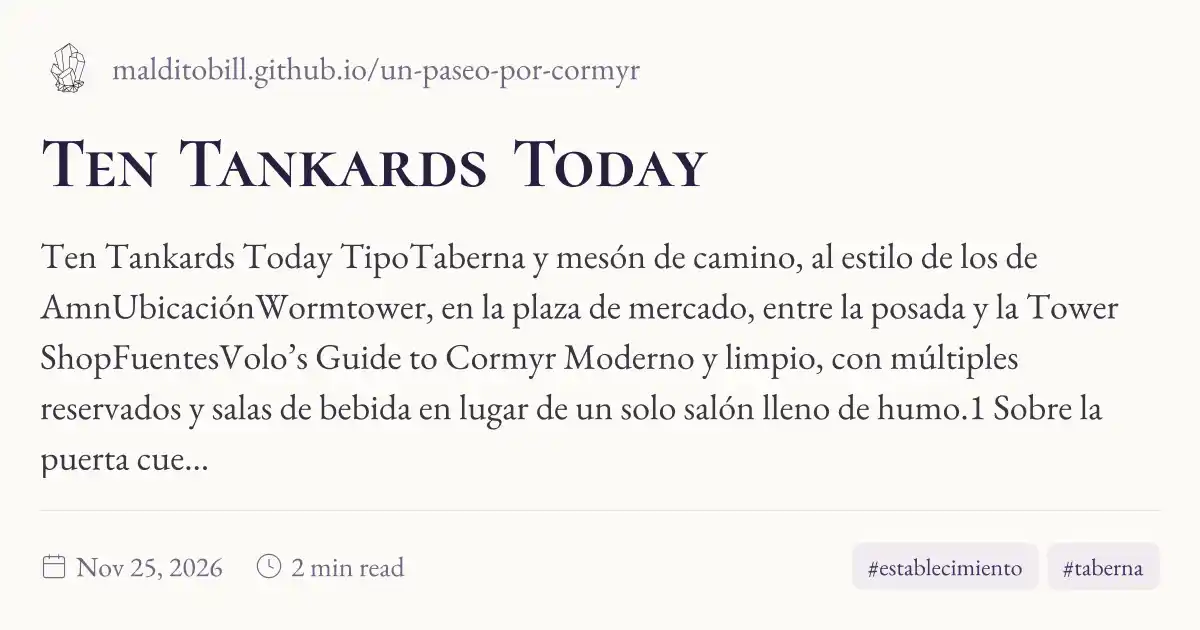 malditobill.github.io/un-paseo-por-cormyr
Ten Tankards Today
Ten Tankards Today TipoTaberna y mesón de camino, al estilo de los de
AmnUbicaciónWormtower, en la plaza de mercado, entre la posada y la Tower
ShopFuentesVolo’s Guide to Cormyr Moderno y limpio, con múltiples
reservados y salas de bebida en lugar de un solo salón lleno de humo.1 Sobre la
puerta cue...
Nov 25, 2026
2 min read
#establecimiento
#taberna